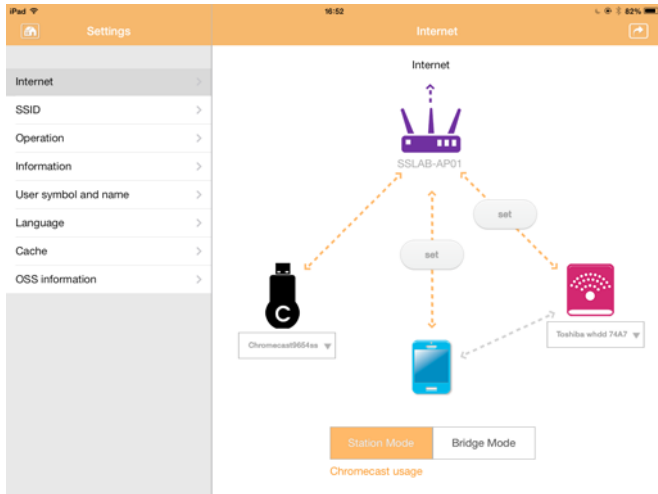 iPad 16:52 82%
Settings
Internet
Internet
SSID
Operation
Information
User symbol and name
Language
Cache
OSS information
Internet
SSLAB-AP01
set
set
C
Chromecast9654ss
Toshiba whdd 74A7
Station Mode
Bridge Mode
Chromecast usage